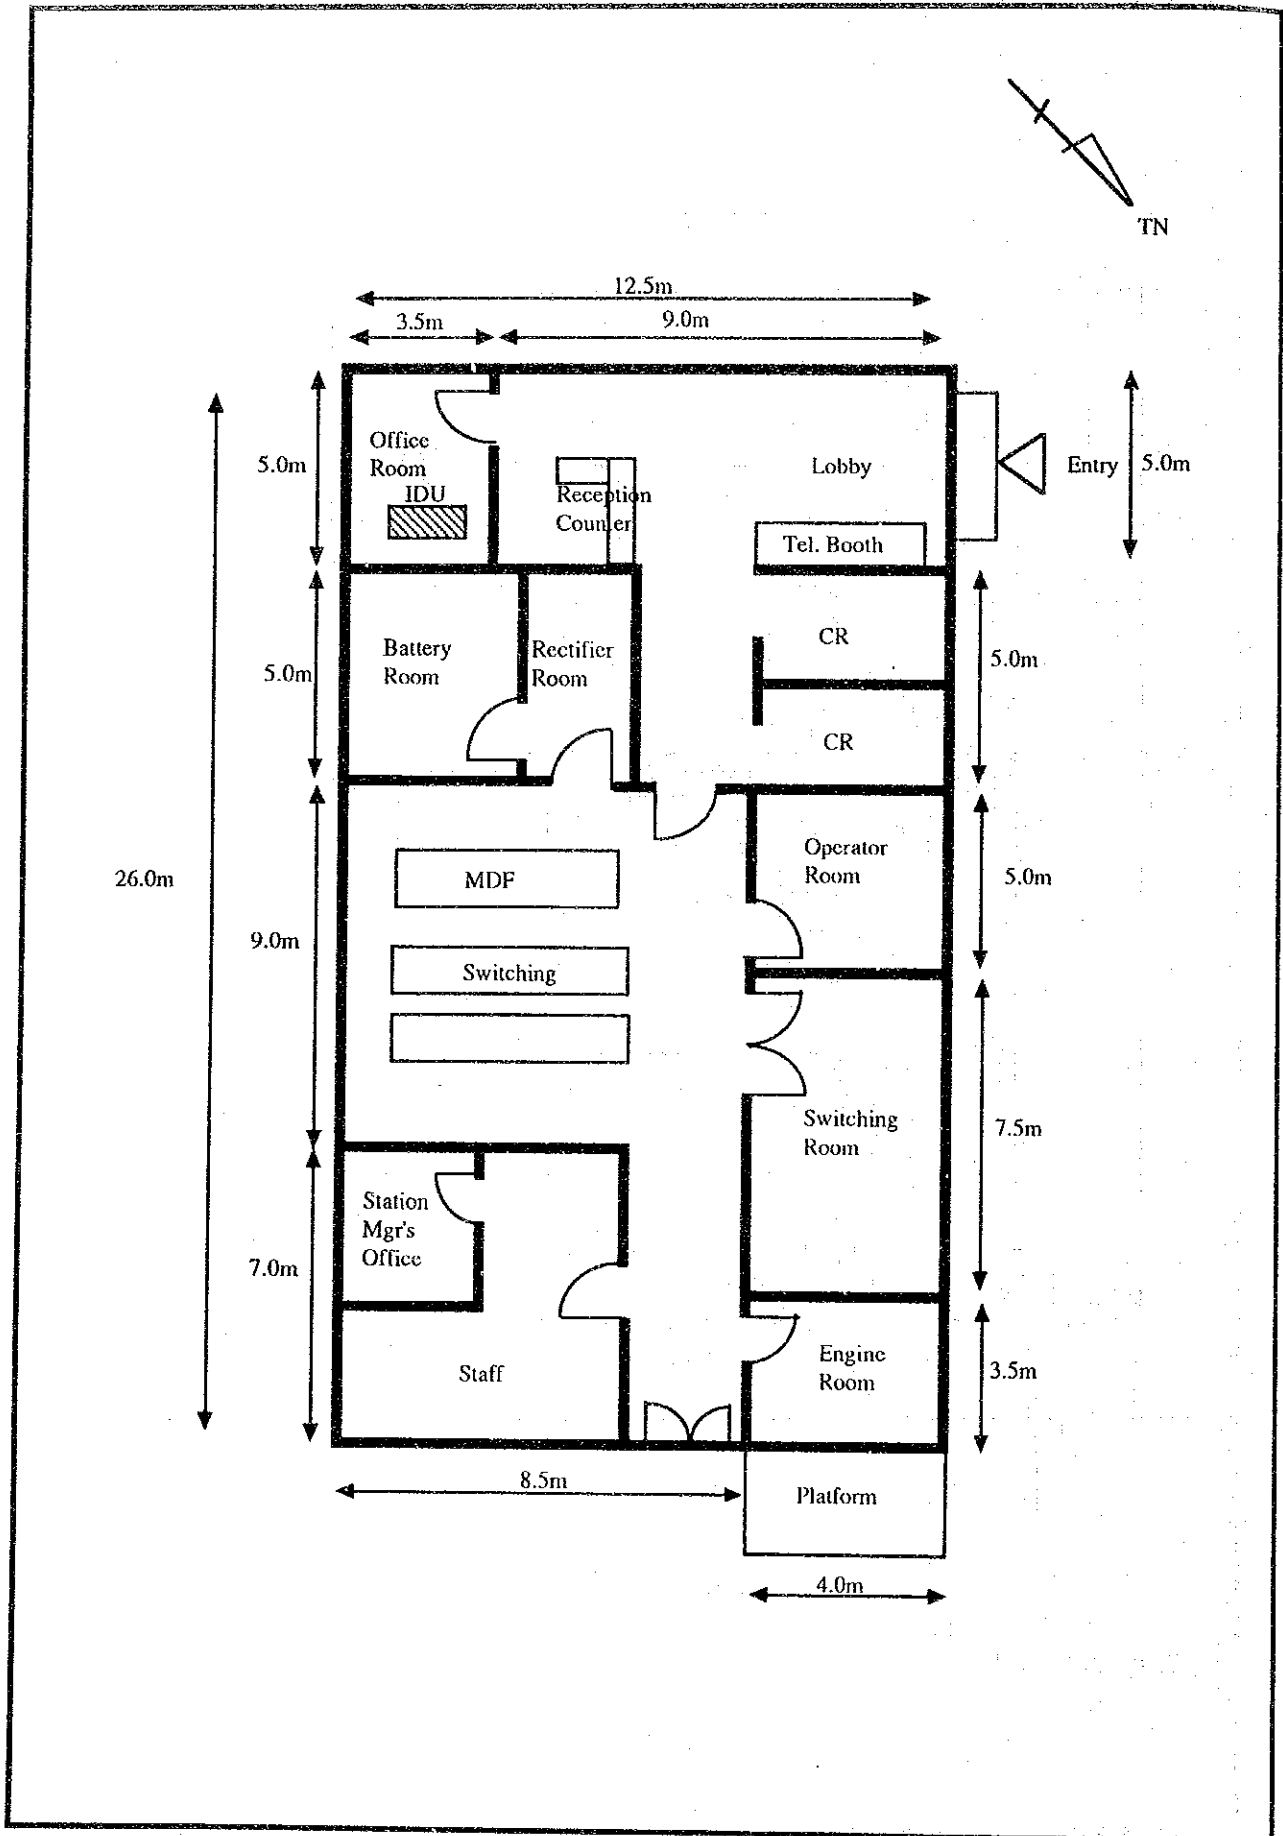 TN
12.5m
3.5m
9.0m
Office
Room
IDU
Reception
Counter
Lobby
Tel. Booth
Entry
5.0m
5.0m
Battery
Room
Rectifier
Room
CR
CR
5.0m
5.0m
MDF
Switching
Operator
Room
5.0m
26.0m
9.0m
Switching
Room
7.5m
Station
Mgr's
Office
7.0m
Staff
Engine
Room
3.5m
8.5m
Platform
4.0m